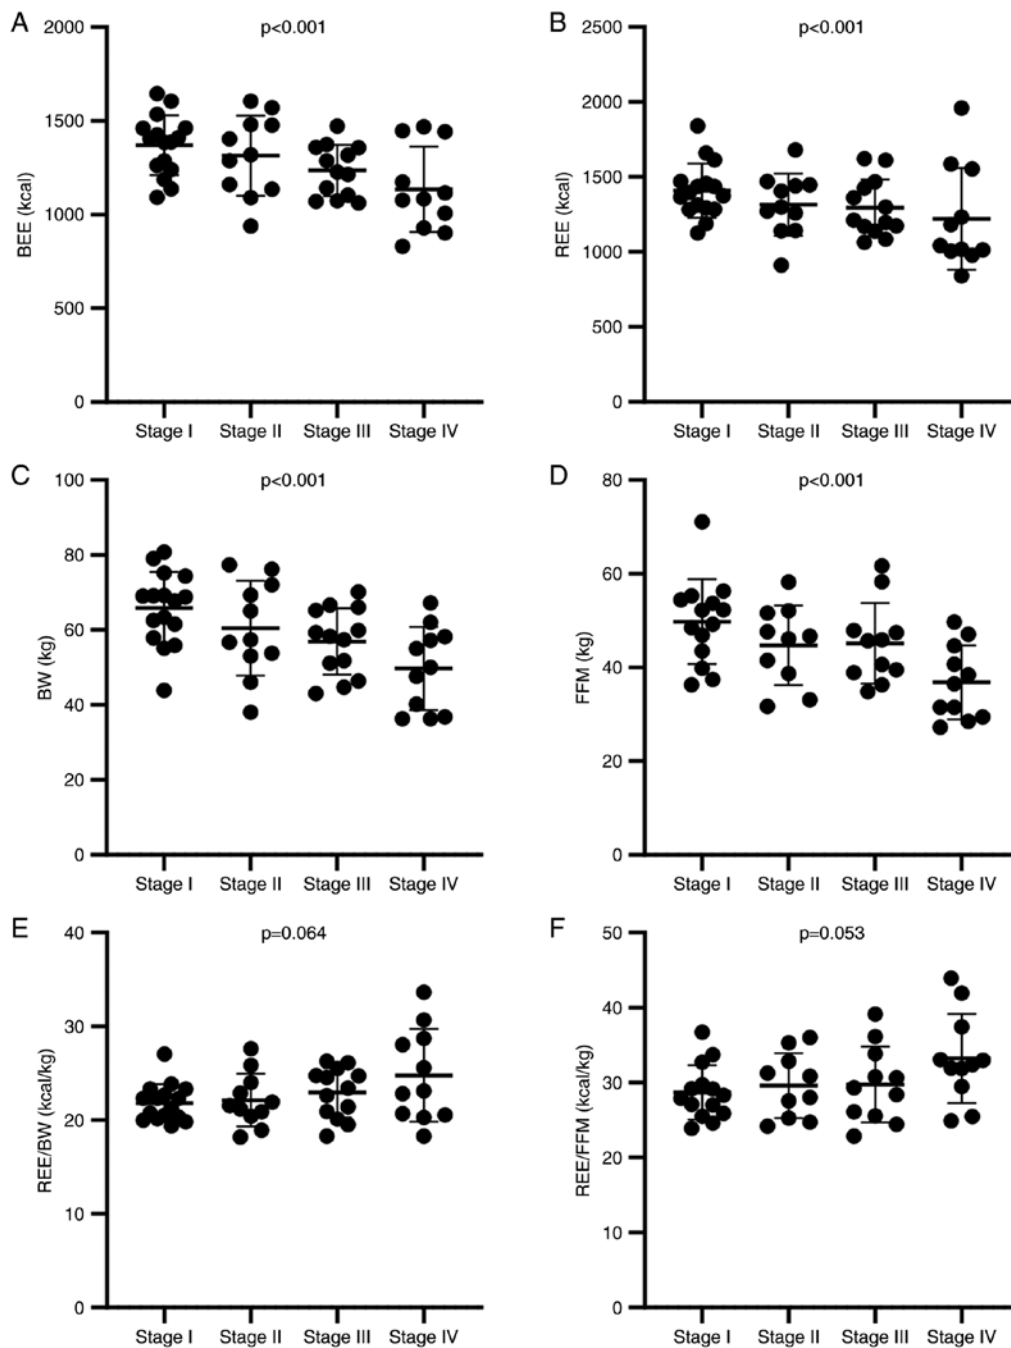 A
p<0.001
BEE (kcal)
2000
1500
1000
500
0
Stage I Stage II Stage III Stage IV
B
p<0.001
REE (kcal)
2500
2000
1500
1000
500
0
Stage I Stage II Stage III Stage IV
C
p<0.001
BW (kg)
100
80
60
40
20
0
Stage I Stage II Stage III Stage IV
D
p<0.001
FFM (kg)
80
60
40
20
0
Stage I Stage II Stage III Stage IV
E
p=0.064
REE/BW (kcal/kg)
40
30
20
10
0
Stage I Stage II Stage III Stage IV
F
p=0.053
REE/FFM (kcal/kg)
50
40
30
20
10
0
Stage I Stage II Stage III Stage IV